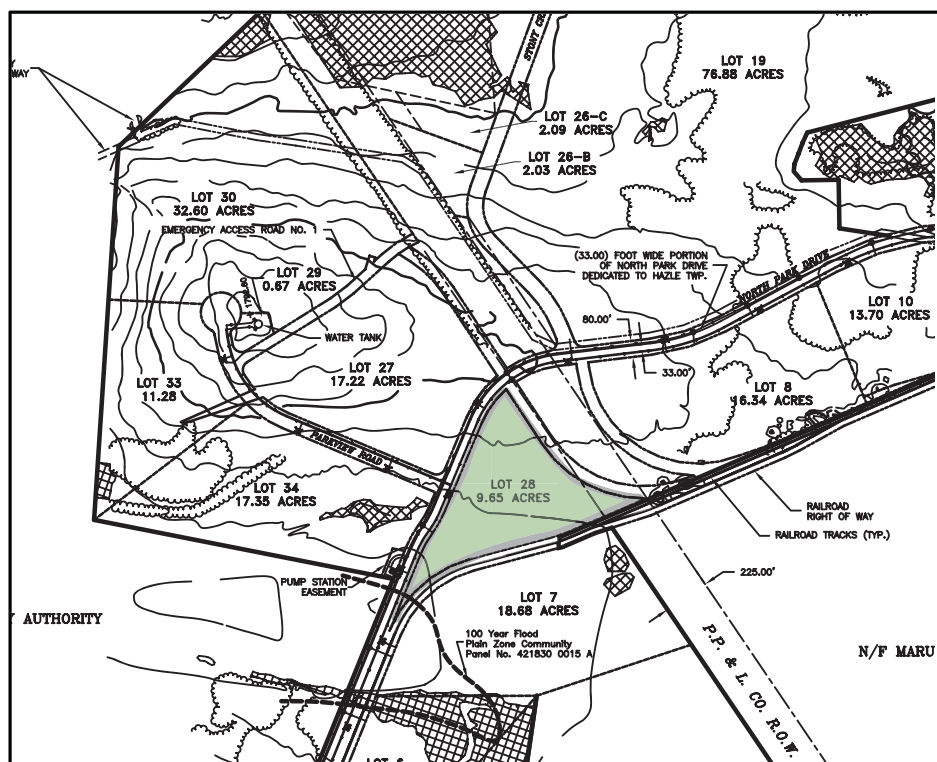 WAY
STONY
LOT 19
76.88 ACRES
LOT 26-C
2.09 ACRES
LOT 26-B
2.03 ACRES
LOT 30
32.60 ACRES
EMERGENCY ACCESS ROAD NO. 1
LOT 29
0.67 ACRES
(33.00) FOOT WIDE PORTION
OF NORTH PARK DRIVE
DEDICATED TO HAZLE TWP.
NORTH PARK DRIVE
LOT 10
13.70 ACRES
80.00'
WATER TANK
LOT 27
17.22 ACRES
33.00'
LOT 33
11.28
LOT 8
16.34 ACRES
PARKVIEW ROAD
LOT 34
17.35 ACRES
LOT 28
9.65 ACRES
RAILROAD
RIGHT OF WAY
RAILROAD TRACKS (TYP.)
PUMP STATION
EASEMENT
225.00'
LOT 7
18.68 ACRES
Y AUTHORITY
100 Year Flood
Plain Zone Community
Panel No. 421830 0015 A
P.P. & L. CO. R.O.W.
N/F MARU
LOT 6